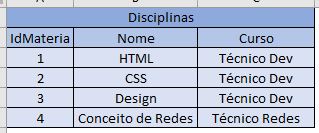 Disciplinas
IdMateria Nome Curso
1 HTML Técnico Dev
2 CSS Técnico Dev
3 Design Técnico Dev
4 Conceito de Redes Técnico Redes